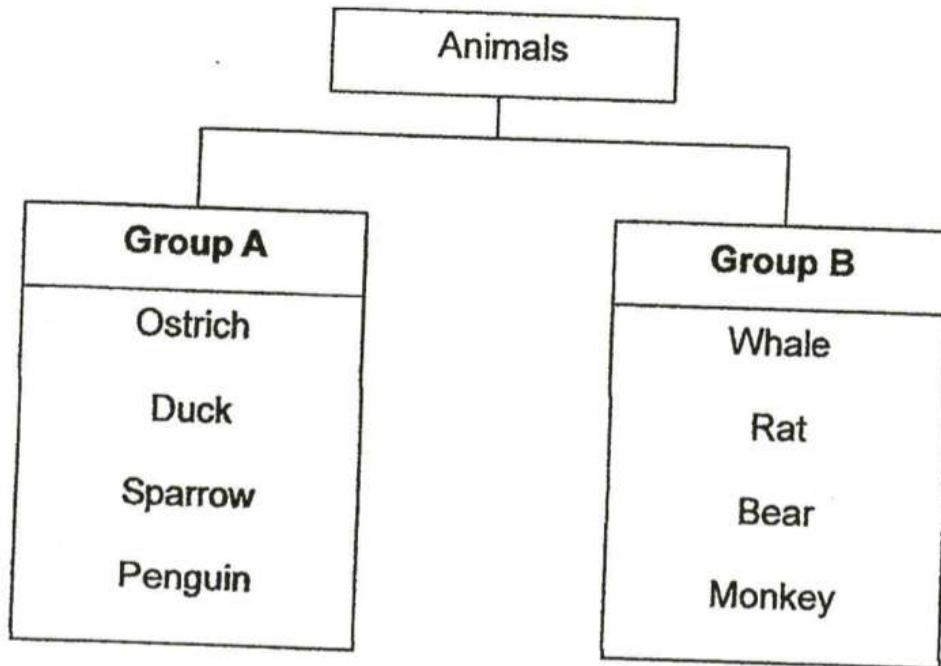 Animals
Group A
Ostrich
Duck
Sparrow
Penguin
Group B
Whale
Rat
Bear
Monkey